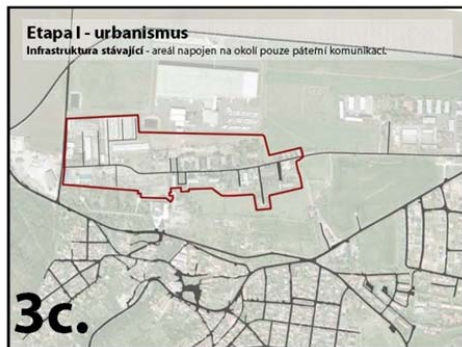 Etapa I - urbanismus
Infrastruktura stávající - areál napojen na okolí pouze páteřní komunikací.
3c.